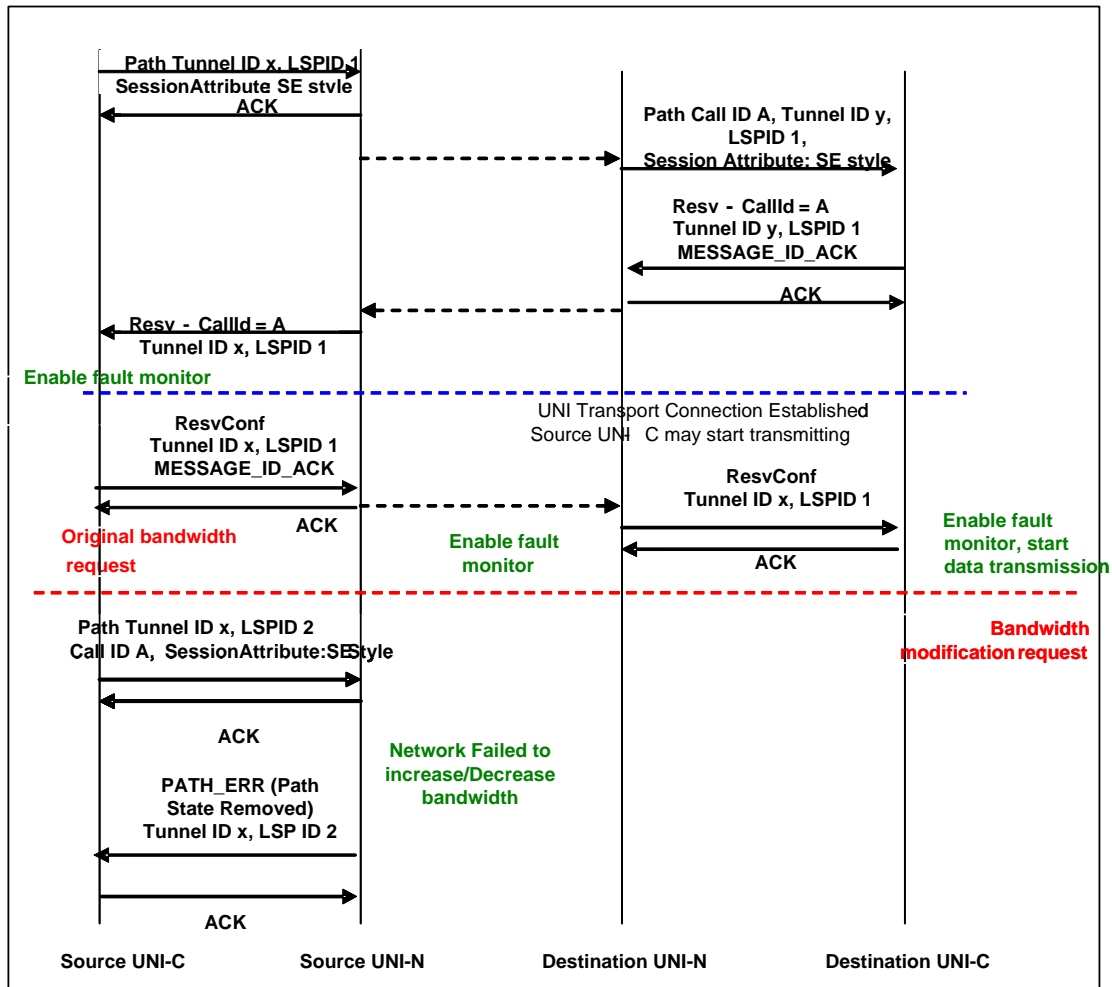 Path Tunnel ID x, LSPID 1
SessionAttribute: SE style
ACK
Path Call ID A, Tunnel ID y,
LSPID 1,
Session Attribute: SE style
Resv - CallId = A
Tunnel ID y, LSPID 1
MESSAGE_ID_ACK
ACK
Resv - CallId = A
Tunnel ID x, LSPID 1
Enable fault monitor
UNI Transport Connection Established
Source UNI C may start transmitting
ResvConf
Tunnel ID x, LSPID 1
MESSAGE_ID_ACK
ACK
ResvConf
Tunnel ID x, LSPID 1
ACK
Original bandwidth
request
Enable fault
monitor
Enable fault
monitor, start
data transmission
Path Tunnel ID x, LSPID 2
Call ID A, SessionAttribute:SEStyle
Bandwidth
modification request
ACK
Network Failed to
increase/Decrease
bandwidth
PATH_ERR (Path
State Removed)
Tunnel ID x, LSP ID 2
ACK
Source UNI-C
Source UNI-N
Destination UNI-N
Destination UNI-C